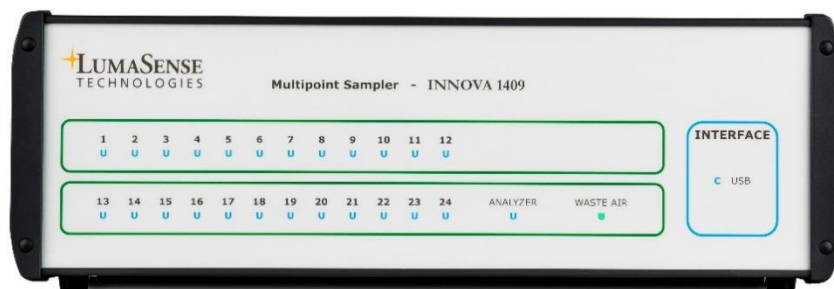 LUMASENSE
TECHNOLOGIES
Multipoint Sampler - INNOVA 1409
1 2 3 4 5 6 7 8 9 10 11 12
U U U U U U U U U U U U
INTERFACE
C USB
13 14 15 16 17 18 19 20 21 22 23 24 ANALYZER WASTE AIR
U U U U U U U U U U U U U U